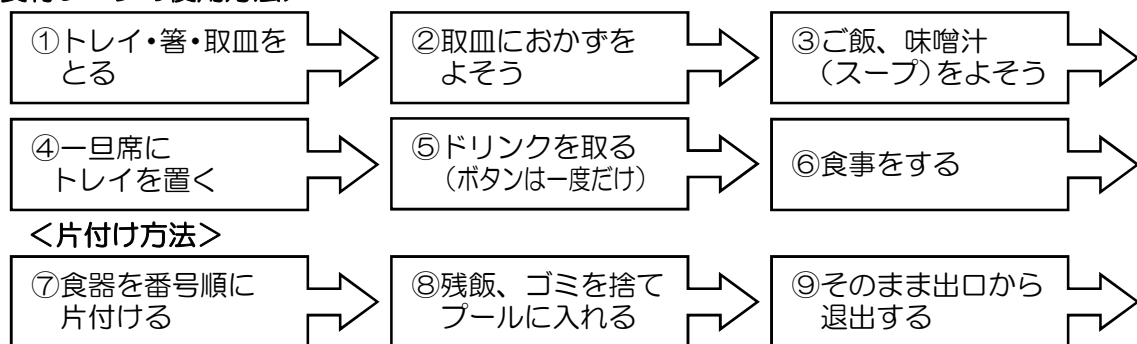 ①トレイ・箸・取皿を
とる
②取皿におかずを
よそう
③ご飯、味噌汁
（スープ）をよそう
④一旦席に
トレイを置く
⑤ドリンクを取る
（ボタンは一度だけ）
⑥食事をする
＜片付け方法＞
⑦食器を番号順に
片付ける
⑧残飯、ゴミを捨て
プールに入れる
⑨そのまま出口から
退出する